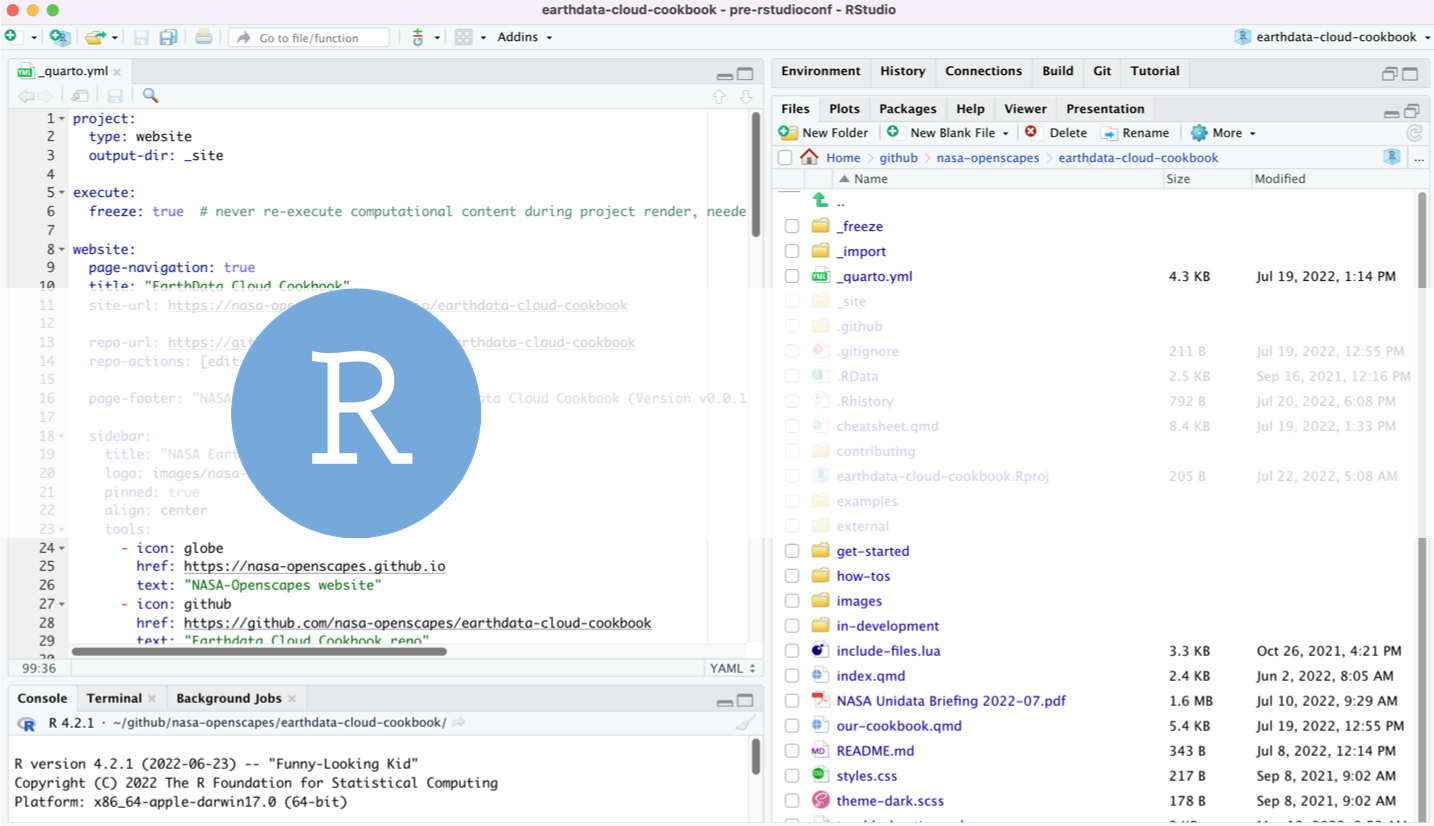 earthdata-cloud-cookbook - pre-rstudioconf - RStudio
Go to file/function
Addins
earthdata-cloud-cookbook
_quarto.yml
1 project:
2 type: website
3 output-dir: _site
4
5 execute:
6 freeze: true # never re-execute computational content during project render, neede
7
8 website:
9 page-navigation: true
10 title: "EarthData Cloud Cookbook"
11 site-url: https://nasa-ope io/earthdata-cloud-cookbook
12
13 repo-url: https://git rthdata-cloud-cookbook
14 repo-actions: [edit
15
16 page-footer: "NASA ata Cloud Cookbook (Version v0.0.1
17
18 sidebar:
19 title: "NASA Eart
20 logo: images/nasa-
21 pinned: true
22 align: center
23 tools:
24 - icon: globe
25 href: https://nasa-openscapes.github.io
26 text: "NASA-Openscapes website"
27 - icon: github
28 href: https://github.com/nasa-openscapes/earthdata-cloud-cookbook
29 text: "Earthdata Cloud Cookbook repo"
99:36
YAML
R
Console Terminal Background Jobs
R 4.2.1 · ~/github/nasa-openscapes/earthdata-cloud-cookbook/
R version 4.2.1 (2022-06-23) -- "Funny-Looking Kid"
Copyright (C) 2022 The R Foundation for Statistical Computing
Platform: x86_64-apple-darwin17.0 (64-bit)
Environment History Connections Build Git Tutorial
Files Plots Packages Help Viewer Presentation
New Folder New Blank File Delete Rename More
Home > github > nasa-openscapes > earthdata-cloud-cookbook ...
Name Size Modified
..
_freeze
_import
_quarto.yml 4.3 KB Jul 19, 2022, 1:14 PM
_site
.github
.gitignore 211 B Jul 19, 2022, 12:55 PM
.RData 2.5 KB Sep 16, 2021, 12:16 PM
.Rhistory 792 B Jul 20, 2022, 6:08 PM
cheatsheet.qmd 8.4 KB Jul 19, 2022, 1:33 PM
contributing
earthdata-cloud-cookbook.Rproj 205 B Jul 22, 2022, 5:08 AM
examples
external
get-started
how-tos
images
in-development
include-files.lua 3.3 KB Oct 26, 2021, 4:21 PM
index.qmd 2.4 KB Jun 2, 2022, 8:05 AM
NASA Unidata Briefing 2022-07.pdf 1.6 MB Jul 10, 2022, 9:29 AM
our-cookbook.qmd 5.4 KB Jul 19, 2022, 12:55 PM
README.md 343 B Jul 8, 2022, 12:14 PM
styles.css 217 B Sep 8, 2021, 9:02 AM
theme-dark.scss 178 B Sep 8, 2021, 9:02 AM